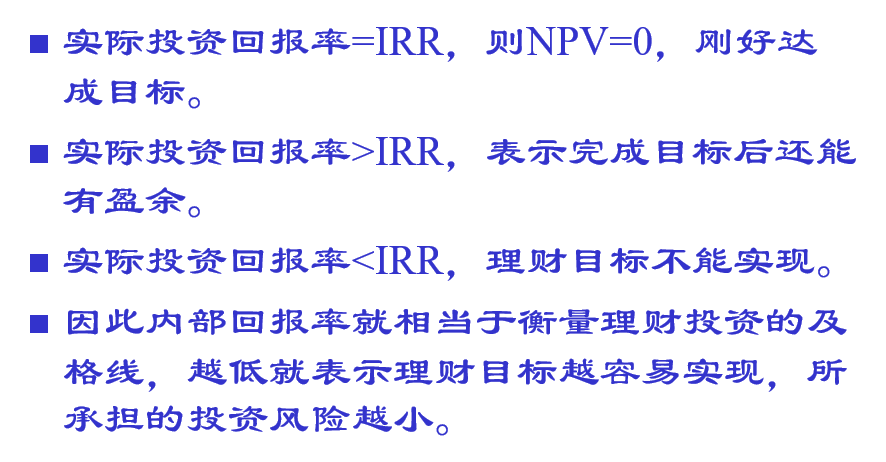 ■ 实际投资回报率=IRR，则NPV=0，刚好达
成目标。
■ 实际投资回报率>IRR，表示完成目标后还能
有盈余。
■ 实际投资回报率<IRR，理财目标不能实现。
■ 因此内部回报率就相当于衡量理财投资的及
格线，越低就表示理财目标越容易实现，所
承担的投资风险越小。